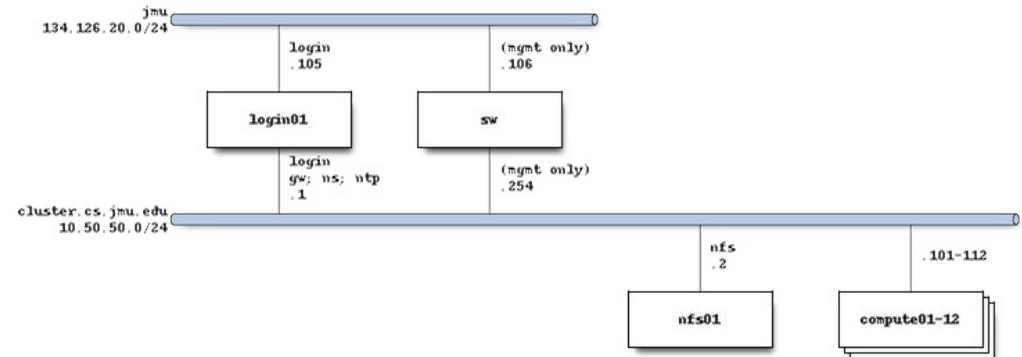 jmu
134.126.20.0/24
login
.105
(mgmt only)
.106
login01
sw
login
gw; ns; ntp
.1
(mgmt only)
.254
cluster.cs.jmu.edu
10.50.50.0/24
nfs
.2
.101-112
nfs01
compute01-12